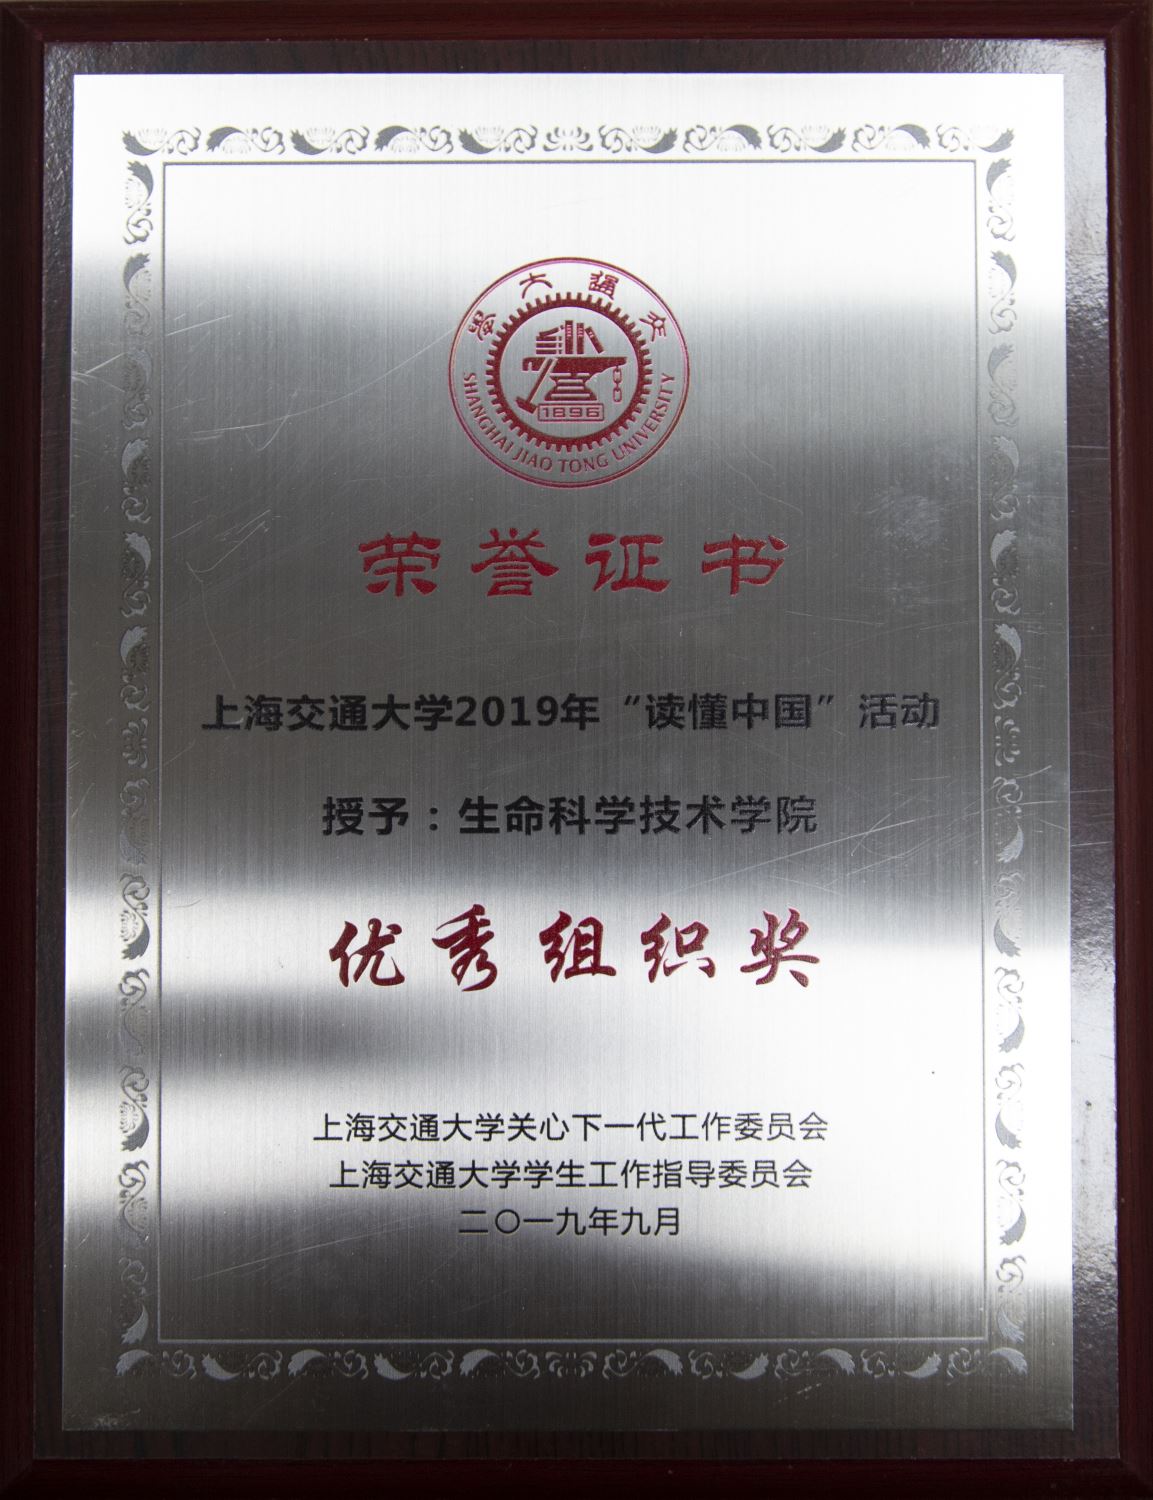 學大通交
SHANGHAI JIAO TONG UNIVERSITY
1896
荣誉证书
上海交通大学2019年“读懂中国”活动
授予：生命科学技术学院
优秀组织奖
上海交通大学关心下一代工作委员会
上海交通大学学生工作指导委员会
二〇一九年九月